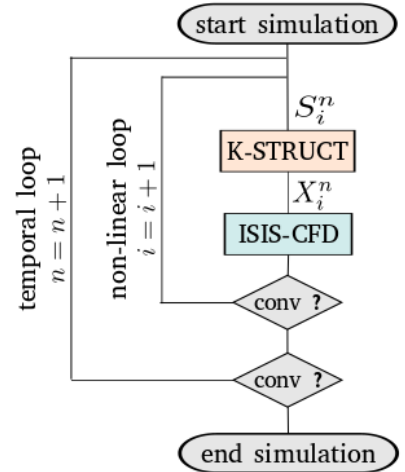 start simulation
temporal loop
n = n + 1
non-linear loop
i = i + 1
S_i^n
K-STRUCT
X_i^n
ISIS-CFD
conv ?
conv ?
end simulation